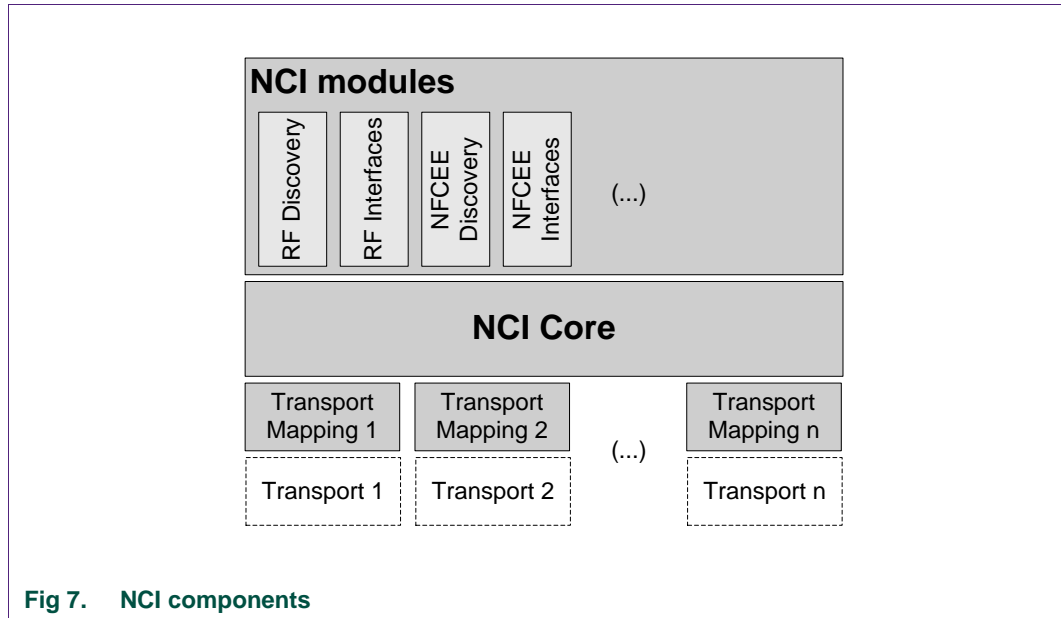 NCI modules
RF Discovery
RF Interfaces
NFCEE
Discovery
NFCEE
Interfaces
(...)
NCI Core
Transport
Mapping 1
Transport
Mapping 2
(...)
Transport
Mapping n
Transport 1
Transport 2
Transport n
Fig 7. NCI components